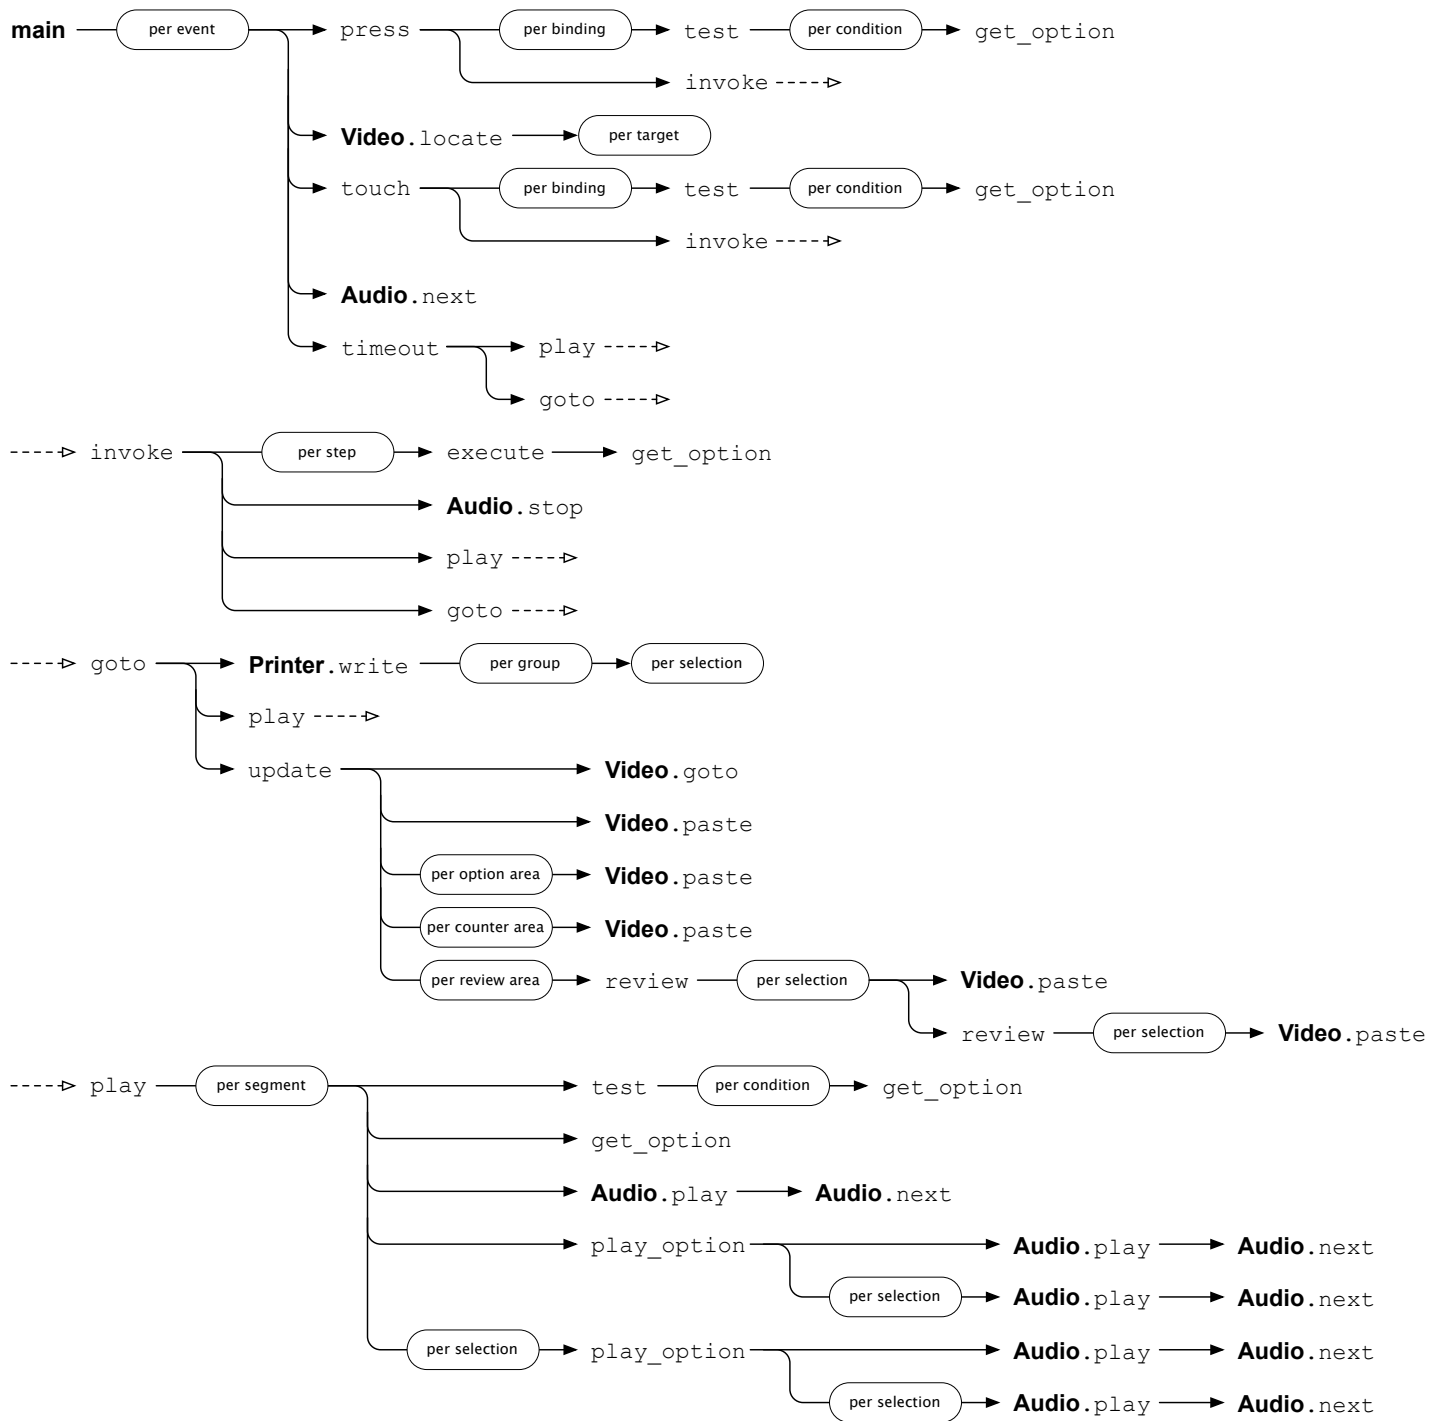 main per event press per binding test per condition get_option
invoke
Video.locate per target
touch per binding test per condition get_option
invoke
Audio.next
timeout play
goto
invoke per step execute get_option
Audio.stop
play
goto
goto Printer.write per group per selection
play
update Video.goto
Video.paste
per option area Video.paste
per counter area Video.paste
per review area review per selection Video.paste
review per selection Video.paste
play per segment test per condition get_option
get_option
Audio.play Audio.next
play_option Audio.play Audio.next
per selection Audio.play Audio.next
per selection play_option Audio.play Audio.next
per selection Audio.play Audio.next